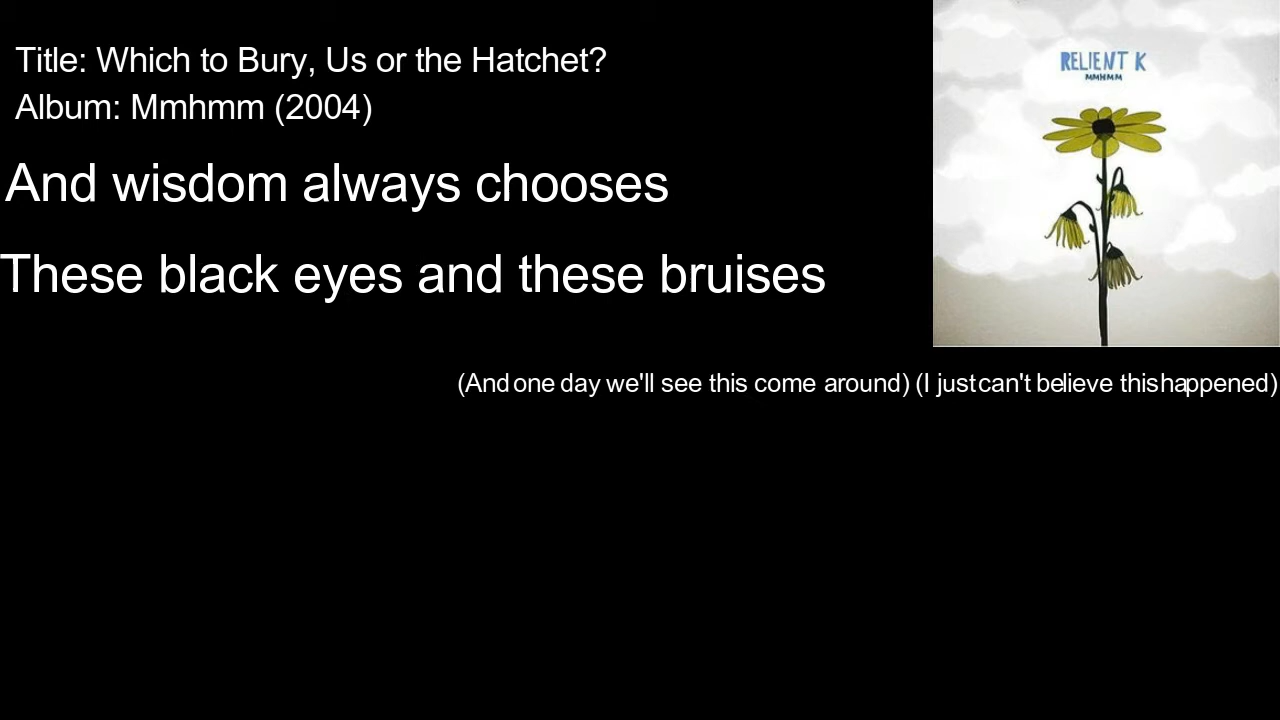 Title: Which to Bury, Us or the Hatchet?
Album: Mmhmm (2004)
RELIENT K
MMHMM
And wisdom always chooses
These black eyes and these bruises
(And one day we'll see this come around) (I just can't believe this happened)